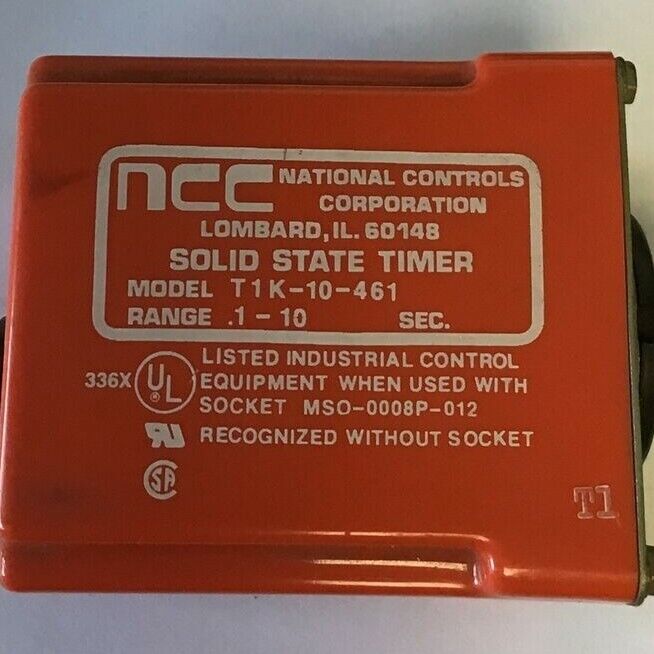 ncc NATIONAL CONTROLS
CORPORATION
LOMBARD, IL. 60148
SOLID STATE TIMER
MODEL T1K-10-461
RANGE .1-10 SEC.
LISTED INDUSTRIAL CONTROL
336X UL ® EQUIPMENT WHEN USED WITH
SOCKET MSO-0008P-012
RU RECOGNIZED WITHOUT SOCKET
SA
T1